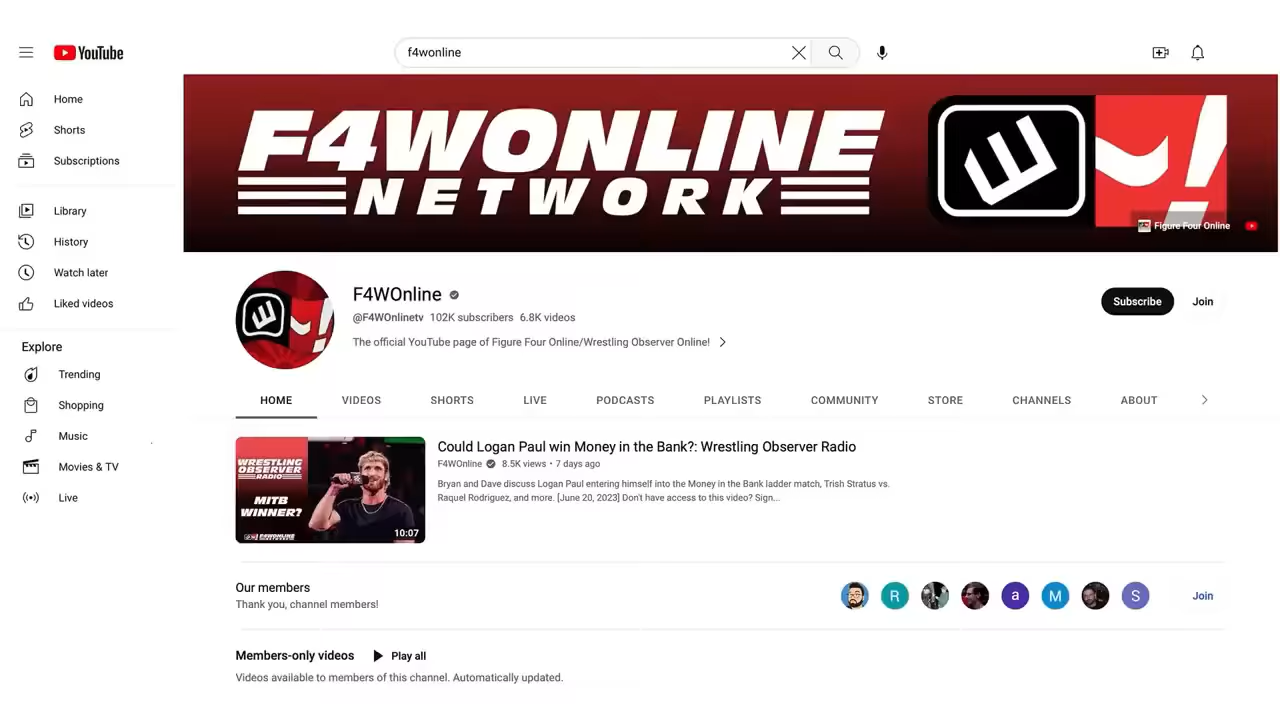 YouTube
f4wonline
Home
Shorts
Subscriptions
Library
History
Watch later
Liked videos
Explore
Trending
Shopping
Music
Movies & TV
Live
F4WONLINE
NETWORK
Figure Four Online
F4WOnline
@F4WOnlinetv 102K subscribers 6.8K videos
The official YouTube page of Figure Four Online/Wrestling Observer Online!
Subscribe
Join
HOME VIDEOS SHORTS LIVE PODCASTS PLAYLISTS COMMUNITY STORE CHANNELS ABOUT
WRESTLING
OBSERVER
RADIO
MITB
WINNER?
F4WONLINE
10:07
Could Logan Paul win Money in the Bank?: Wrestling Observer Radio
F4WOnline 8.5K views • 7 days ago
Bryan and Dave discuss Logan Paul entering himself into the Money in the Bank ladder match, Trish Stratus vs.
Raquel Rodriguez, and more. [June 20, 2023] Don't have access to this video? Sign...
Our members
Thank you, channel members!
R a M S
Join
Members-only videos Play all
Videos available to members of this channel. Automatically updated.